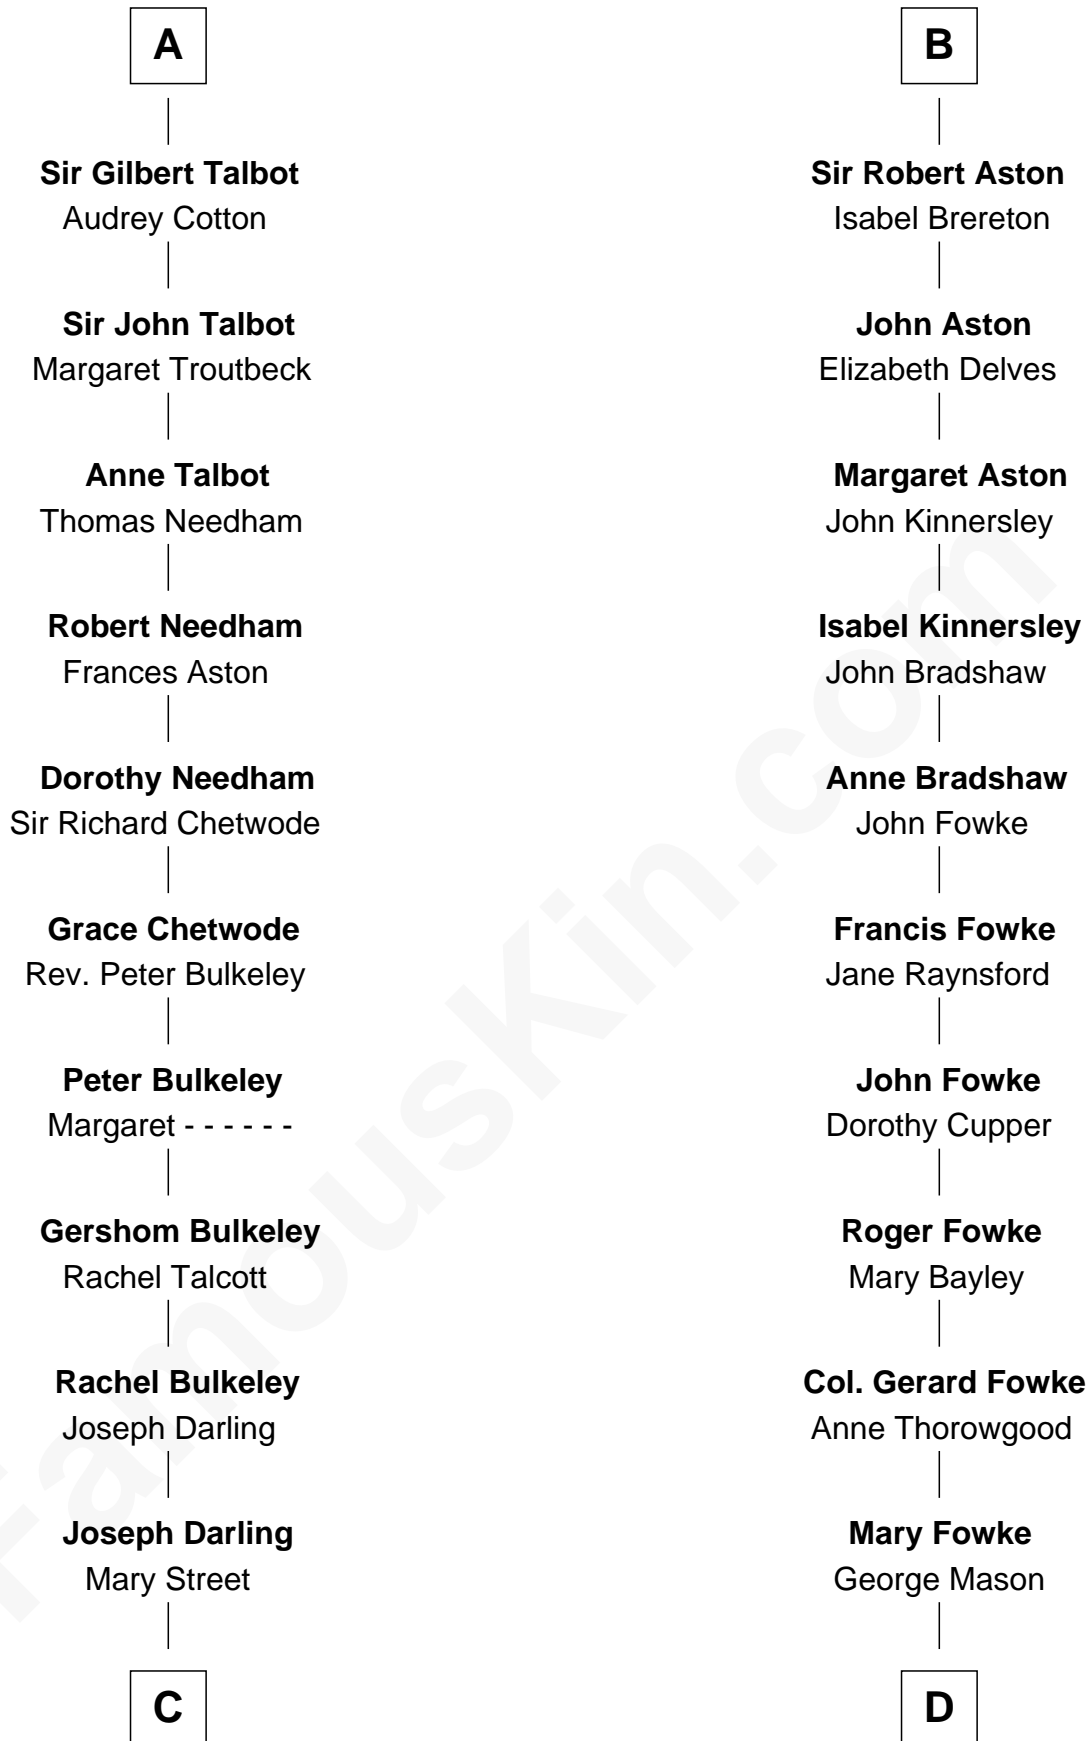 A
Sir Gilbert Talbot
Audrey Cotton
Sir John Talbot
Margaret Troutbeck
Anne Talbot
Thomas Needham
Robert Needham
Frances Aston
Dorothy Needham
Sir Richard Chetwode
Grace Chetwode
Rev. Peter Bulkeley
Peter Bulkeley
Margaret - - - - - -
Gershom Bulkeley
Rachel Talcott
Rachel Bulkeley
Joseph Darling
Joseph Darling
Mary Street
C
B
Sir Robert Aston
Isabel Brereton
John Aston
Elizabeth Delves
Margaret Aston
John Kinnersley
Isabel Kinnersley
John Bradshaw
Anne Bradshaw
John Fowke
Francis Fowke
Jane Raynsford
John Fowke
Dorothy Cupper
Roger Fowke
Mary Bayley
Col. Gerard Fowke
Anne Thorowgood
Mary Fowke
George Mason
D
FamousKin.com